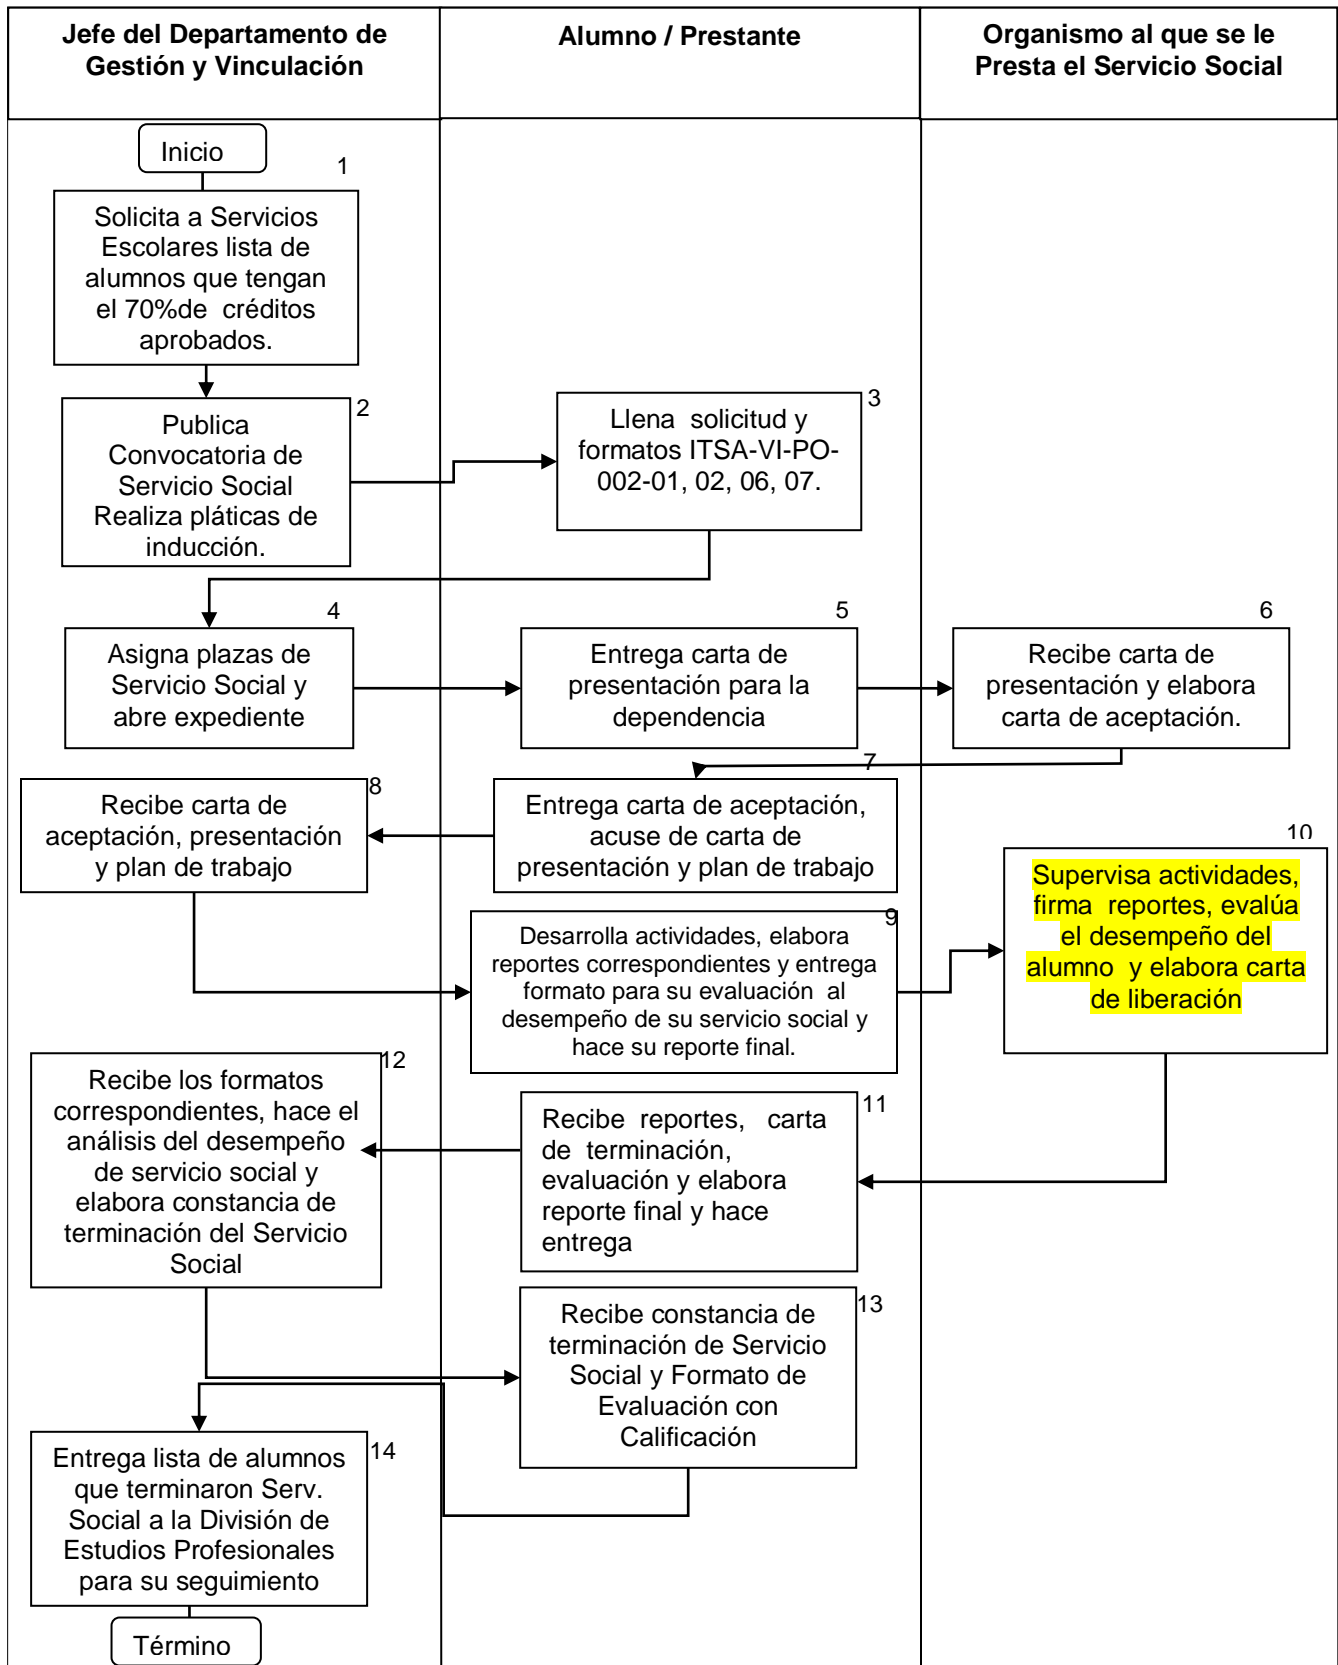 Jefe del Departamento de
Gestión y Vinculación
Alumno / Prestante
Organismo al que se le
Presta el Servicio Social
Inicio
1
Solicita a Servicios
Escolares lista de
alumnos que tengan
el 70%de créditos
aprobados.
2
Publica
Convocatoria de
Servicio Social
Realiza pláticas de
inducción.
3
Llena solicitud y
formatos ITSA-VI-PO-
002-01, 02, 06, 07.
4
Asigna plazas de
Servicio Social y
abre expediente
5
Entrega carta de
presentación para la
dependencia
6
Recibe carta de
presentación y elabora
carta de aceptación.
7
Entrega carta de aceptación,
acuse de carta de
presentación y plan de trabajo
8
Recibe carta de
aceptación, presentación
y plan de trabajo
9
Desarrolla actividades, elabora
reportes correspondientes y entrega
formato para su evaluación al
desempeño de su servicio social y
hace su reporte final.
10
Supervisa actividades,
firma reportes, evalúa
el desempeño del
alumno y elabora carta
de liberación
11
Recibe reportes, carta
de terminación,
evaluación y elabora
reporte final y hace
entrega
12
Recibe los formatos
correspondientes, hace el
análisis del desempeño
de servicio social y
elabora constancia de
terminación del Servicio
Social
13
Recibe constancia de
terminación de Servicio
Social y Formato de
Evaluación con
Calificación
14
Entrega lista de alumnos
que terminaron Serv.
Social a la División de
Estudios Profesionales
para su seguimiento
Término